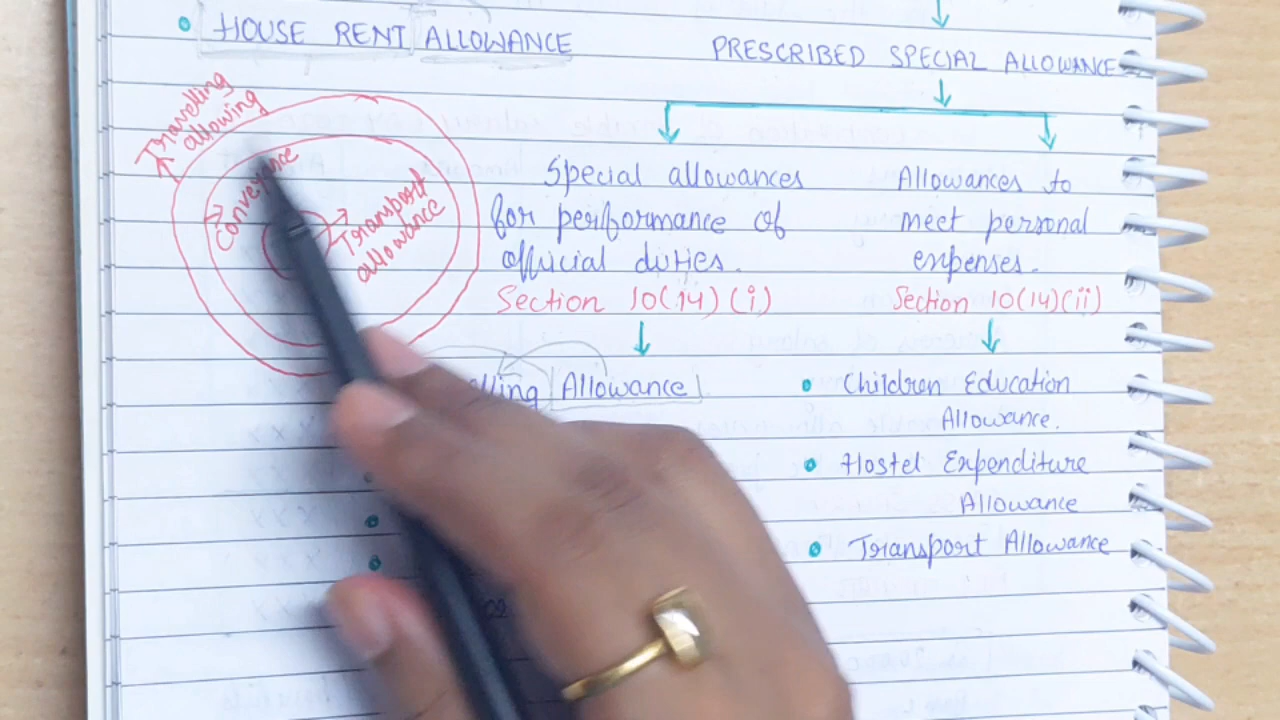 HOUSE RENT ALLOWANCE
PRESCRIBED SPECIAL ALLOWANCE
Travelling
allowing
Conveyance
Transport
allowance
Special allowances
for performance of
official duties.
Section 10(14)(i)
Allowances to
meet personal
expenses.
Section 10(14)(ii)
Allowance
Children Education
Allowance.
Hostel Expenditure
Allowance
Transport Allowance